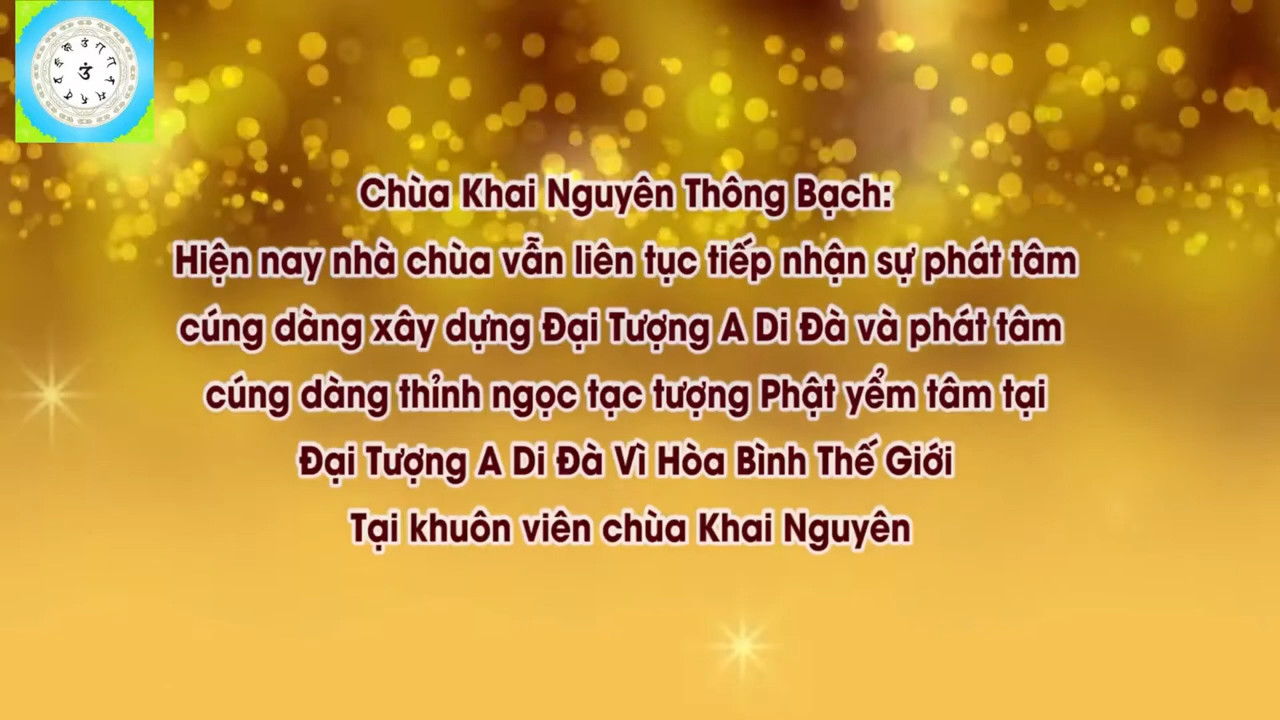 Chùa Khai Nguyên Thông Bạch:
Hiện nay nhà chùa vẫn liên tục tiếp nhận sự phát tâm
cúng dàng xây dựng Đại Tượng A Di Đà và phát tâm
cúng dàng thỉnh ngọc tạc tượng Phật yểm tâm tại
Đại Tượng A Di Đà Vì Hòa Bình Thế Giới
Tại khuôn viên chùa Khai Nguyên